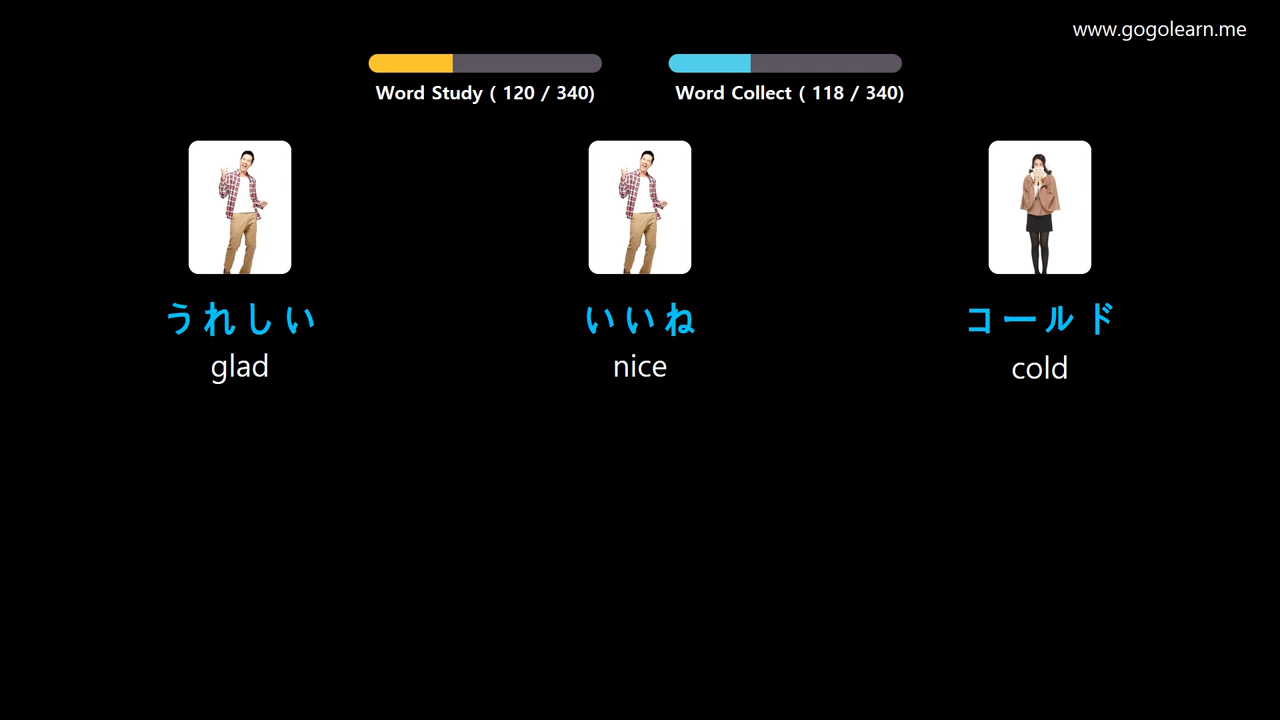 www.gogolearn.me
Word Study ( 120 / 340)
Word Collect ( 118 / 340)
うれしい
いいね
コールド
glad
nice
cold